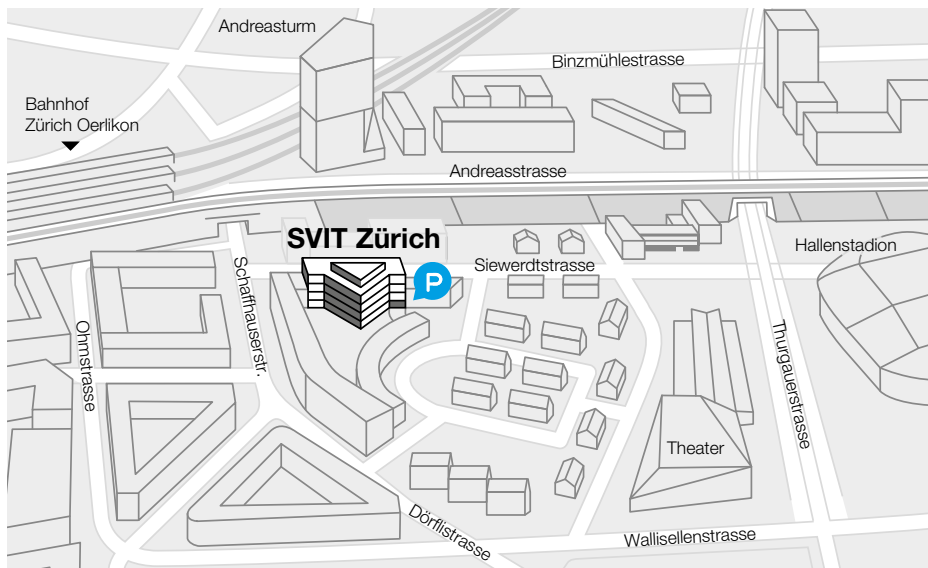 Andreasturm
Binzmühlestrasse
Bahnhof
Zürich Oerlikon
Andreasstrasse
SVIT Zürich
P
Siewerdtstrasse
Hallenstadion
Schaffhauserstr.
Ohmstrasse
Thurgauerstrasse
Theater
Dörflistrasse
Wallisellenstrasse